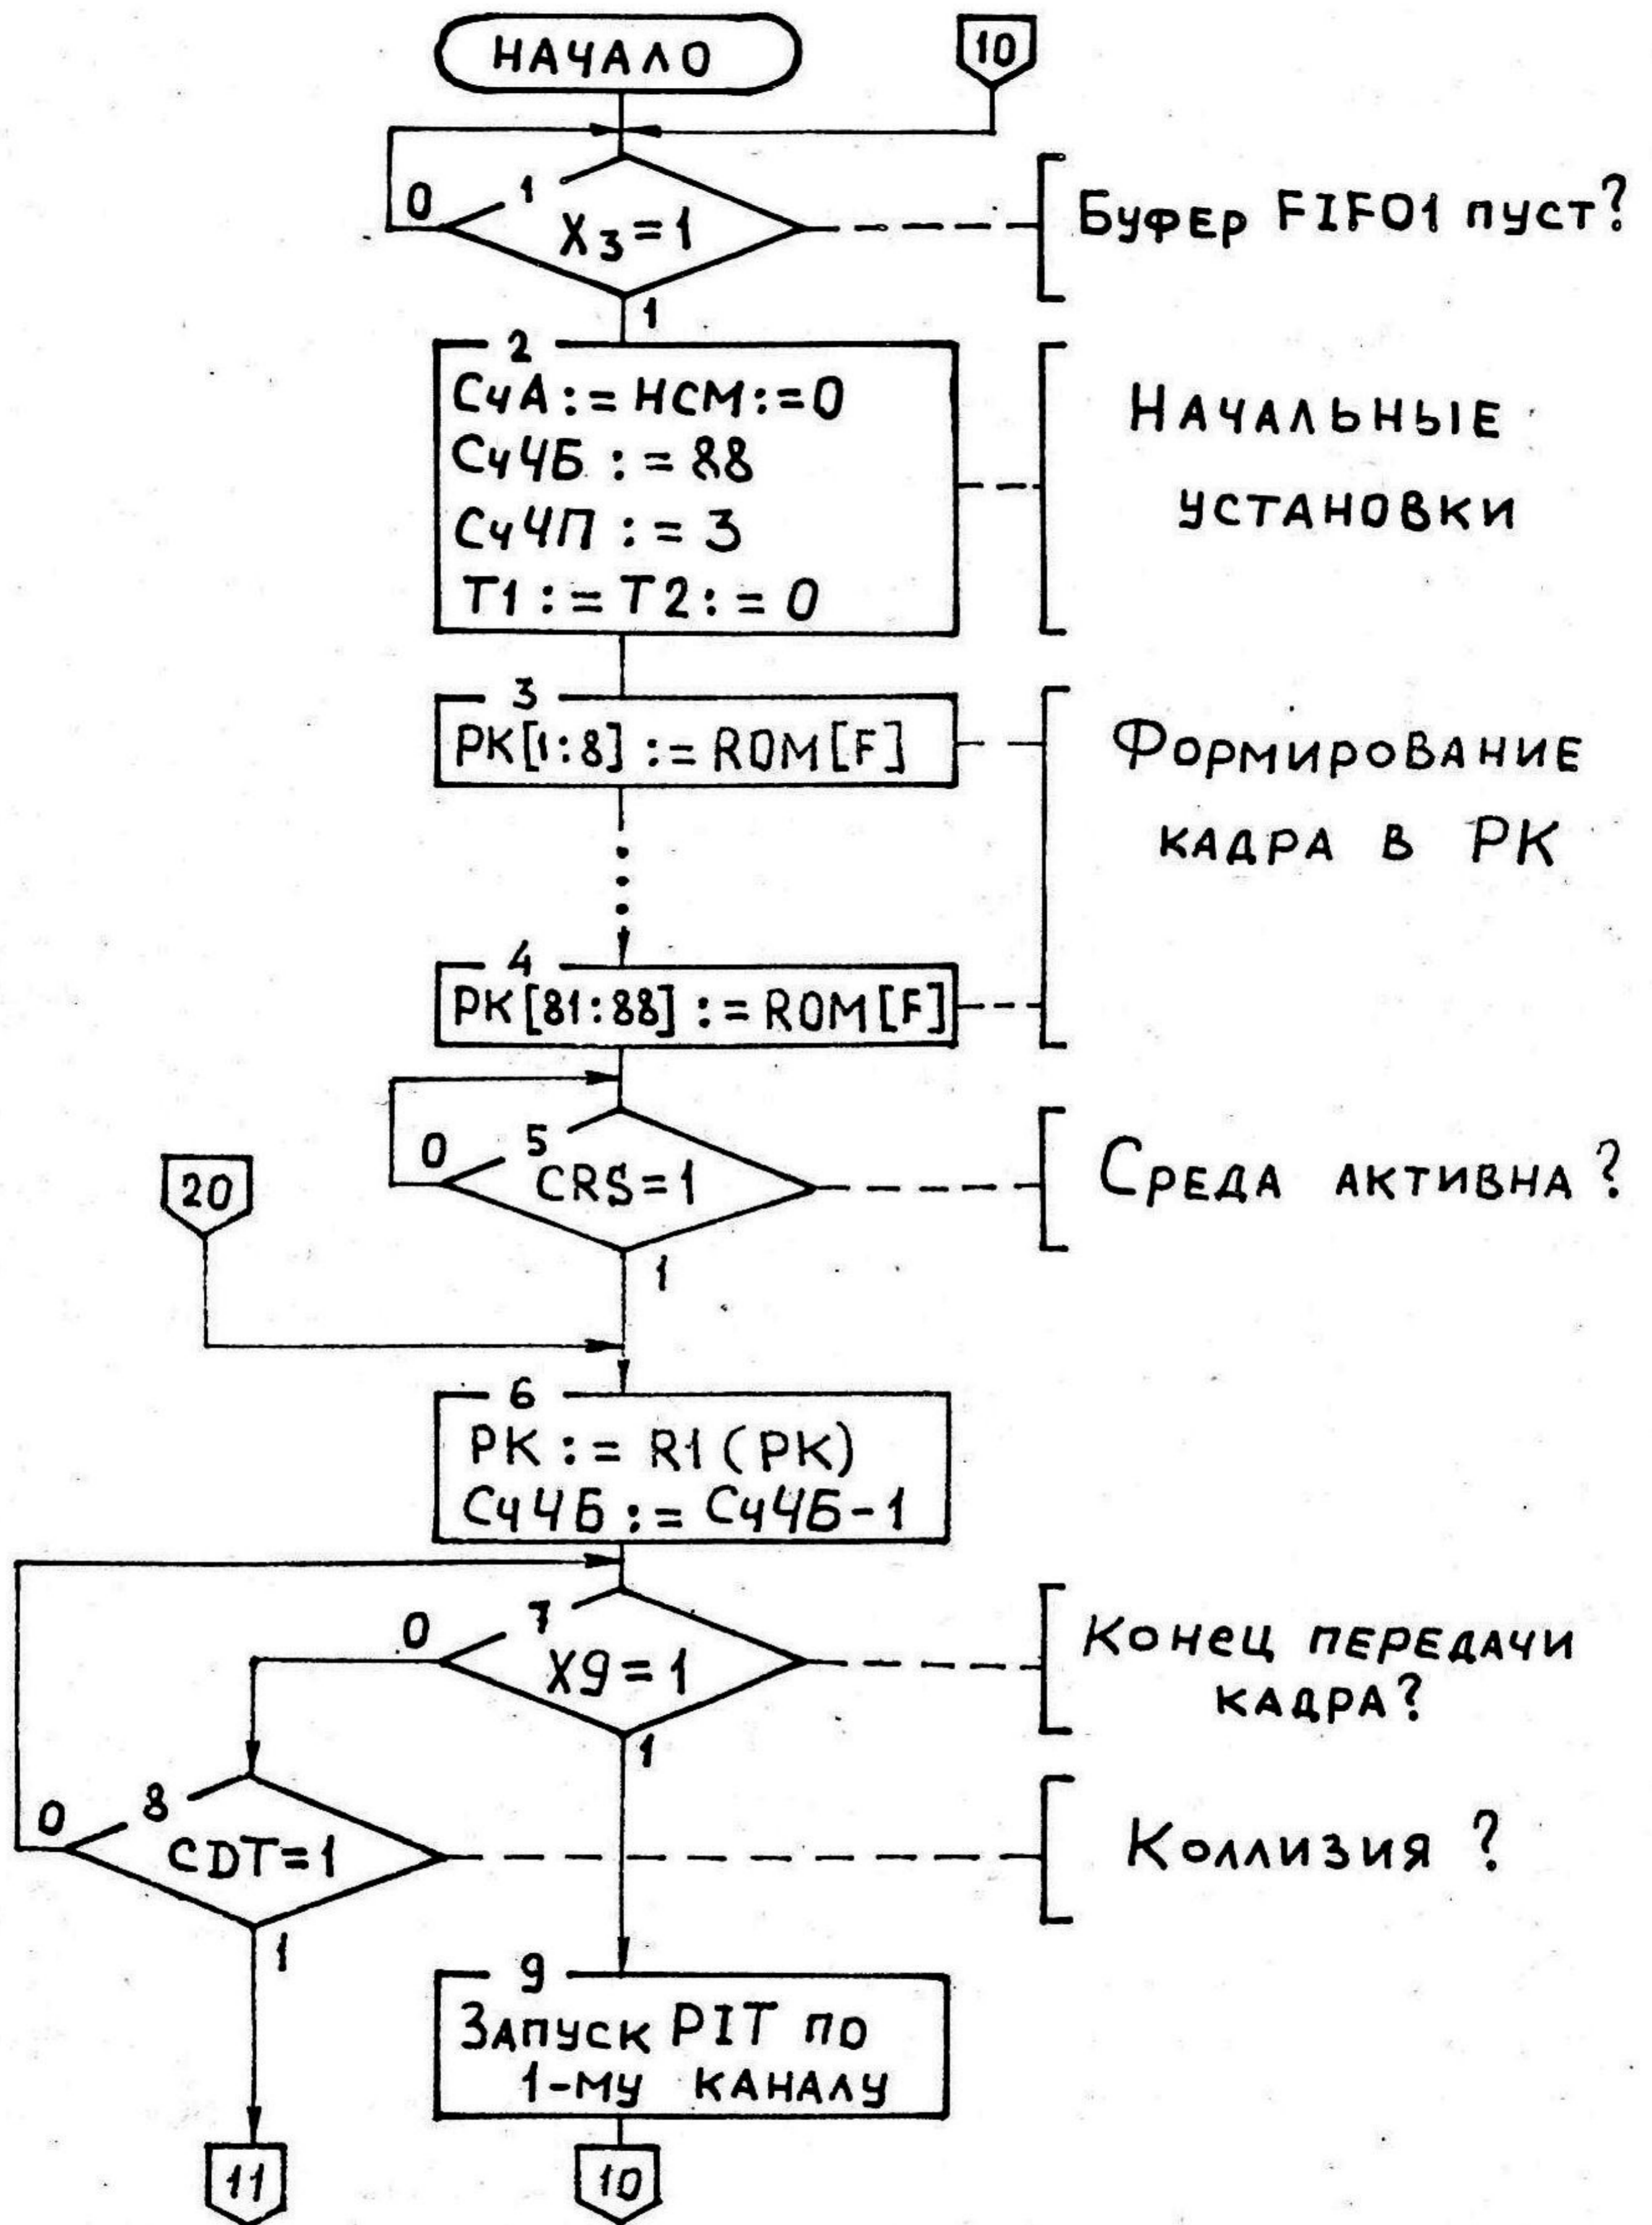 НАЧАЛО
10
0
1
X3=1
Буфер FIFO1 пуст?
1
2
СчА:=НСМ:=0
СчЧБ:=88
СчЧП:=3
Т1:=Т2:=0
Начальные
установки
3
РК[1:8]:=ROM[F]
Формирование
кадра в РК
4
РК[81:88]:=ROM[F]
0
5
CRS=1
Среда активна?
20
1
6
РК:=R1(РК)
СчЧБ:=СчЧБ-1
0
7
X9=1
Конец передачи
кадра?
1
0
8
CDT=1
Коллизия?
1
9
Запуск PIT по
1-му каналу
11
10